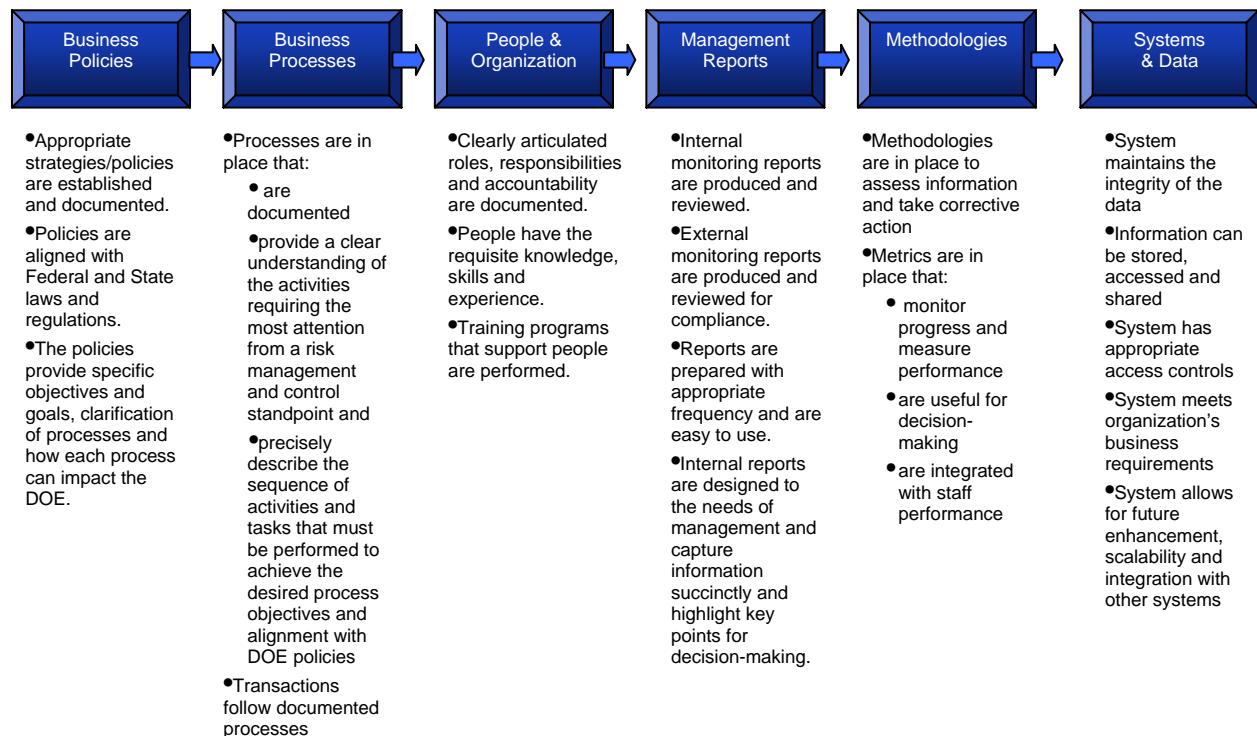 Business
Policies
Business
Processes
People &
Organization
Management
Reports
Methodologies
Systems
& Data
•Appropriate
strategies/policies
are established
and documented.
•Policies are
aligned with
Federal and State
laws and
regulations.
•The policies
provide specific
objectives and
goals, clarification
of processes and
how each process
can impact the
DOE.
•Processes are in
place that:
• are
documented
•provide a clear
understanding of
the activities
requiring the
most attention
from a risk
management
and control
standpoint and
•precisely
describe the
sequence of
activities and
tasks that must
be performed to
achieve the
desired process
objectives and
alignment with
DOE policies
•Transactions
follow documented
processes
•Clearly articulated
roles, responsibilities
and accountability
are documented.
•People have the
requisite knowledge,
skills and
experience.
•Training programs
that support people
are performed.
•Internal
monitoring reports
are produced and
reviewed.
•External
monitoring reports
are produced and
reviewed for
compliance.
•Reports are
prepared with
appropriate
frequency and are
easy to use.
•Internal reports
are designed to
the needs of
management and
capture
information
succinctly and
highlight key
points for
decision-making.
•Methodologies
are in place to
assess information
and take corrective
action
•Metrics are in
place that:
• monitor
progress and
measure
performance
•are useful for
decision-
making
•are integrated
with staff
performance
•System
maintains the
integrity of the
data
•Information can
be stored,
accessed and
shared
•System has
appropriate
access controls
•System meets
organization's
business
requirements
•System allows
for future
enhancement,
scalability and
integration with
other systems